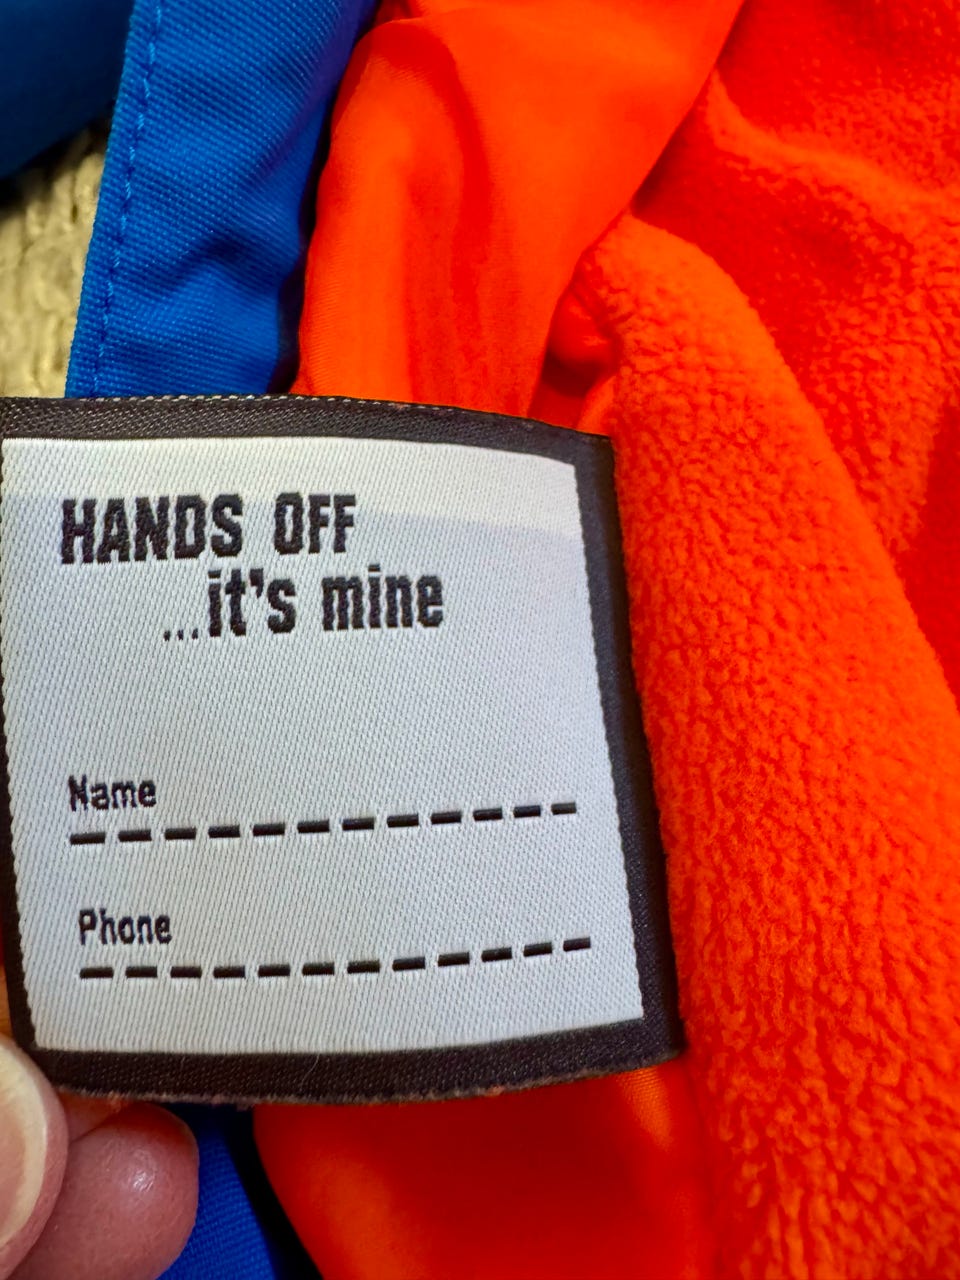 HANDS OFF
...it's mine
Name
Phone